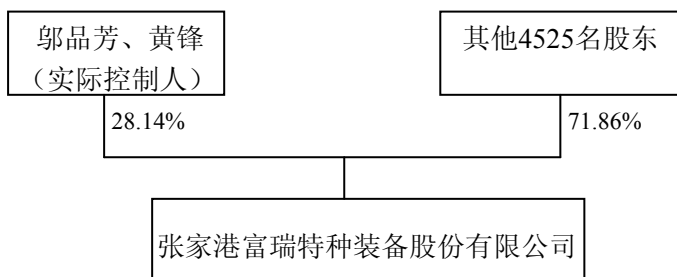 邬品芳、黄锋
（实际控制人）
其他4525名股东
28.14%
71.86%
张家港富瑞特种装备股份有限公司